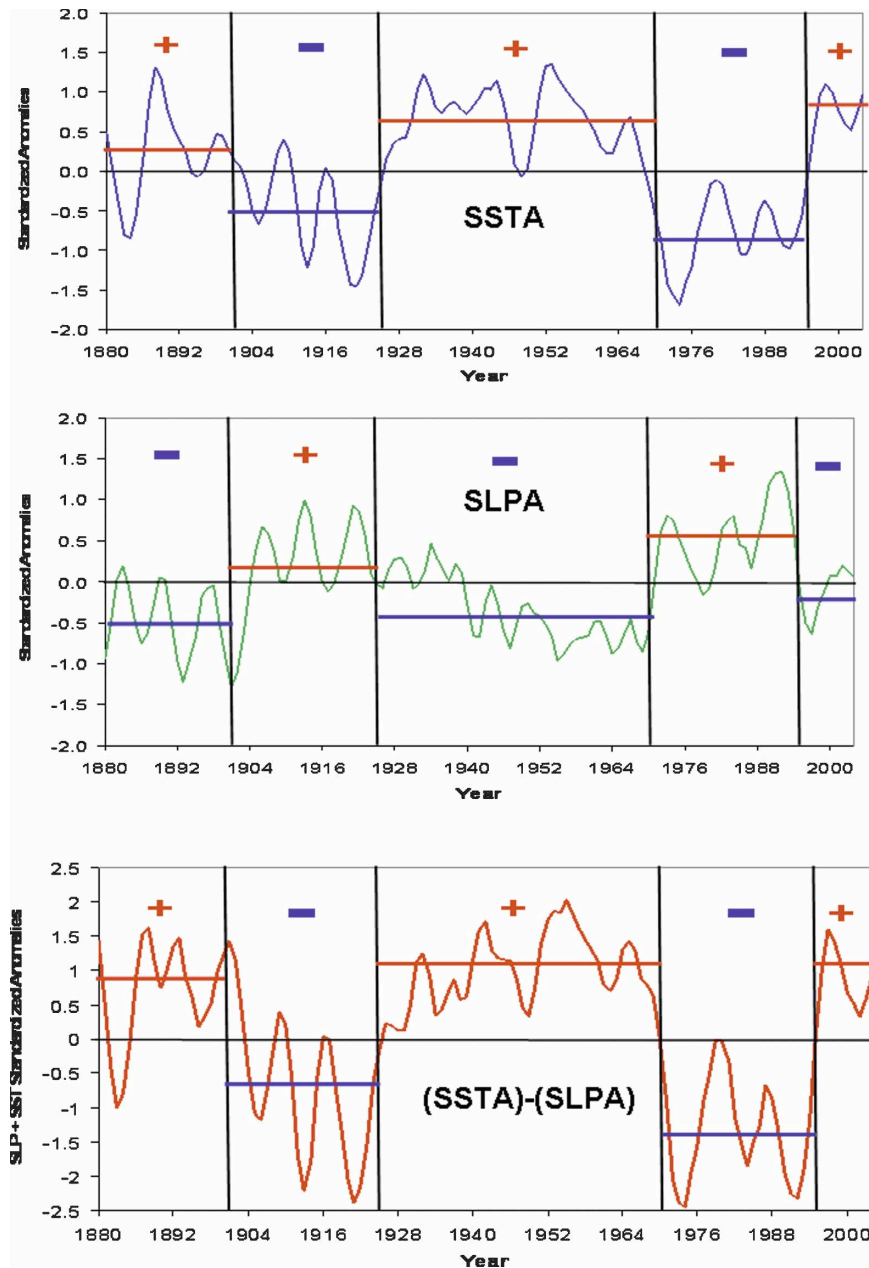 2.0
1.5
1.0
0.5
0.0
-0.5
-1.0
-1.5
-2.0
Standardized Anomalies
+ − + − +
SSTA
1880 1892 1904 1916 1928 1940 1952 1964 1976 1988 2000
Year
2.0
1.5
1.0
0.5
0.0
-0.5
-1.0
-1.5
-2.0
Standardized Anomalies
− + − + −
SLPA
1880 1892 1904 1916 1928 1940 1952 1964 1976 1988 2000
Year
2.5
2
1.5
1
0.5
0
-0.5
-1
-1.5
-2
-2.5
SLP + SST Standardized Anomalies
+ − + − +
(SSTA)-(SLPA)
1880 1892 1904 1916 1928 1940 1952 1964 1976 1988 2000
Year